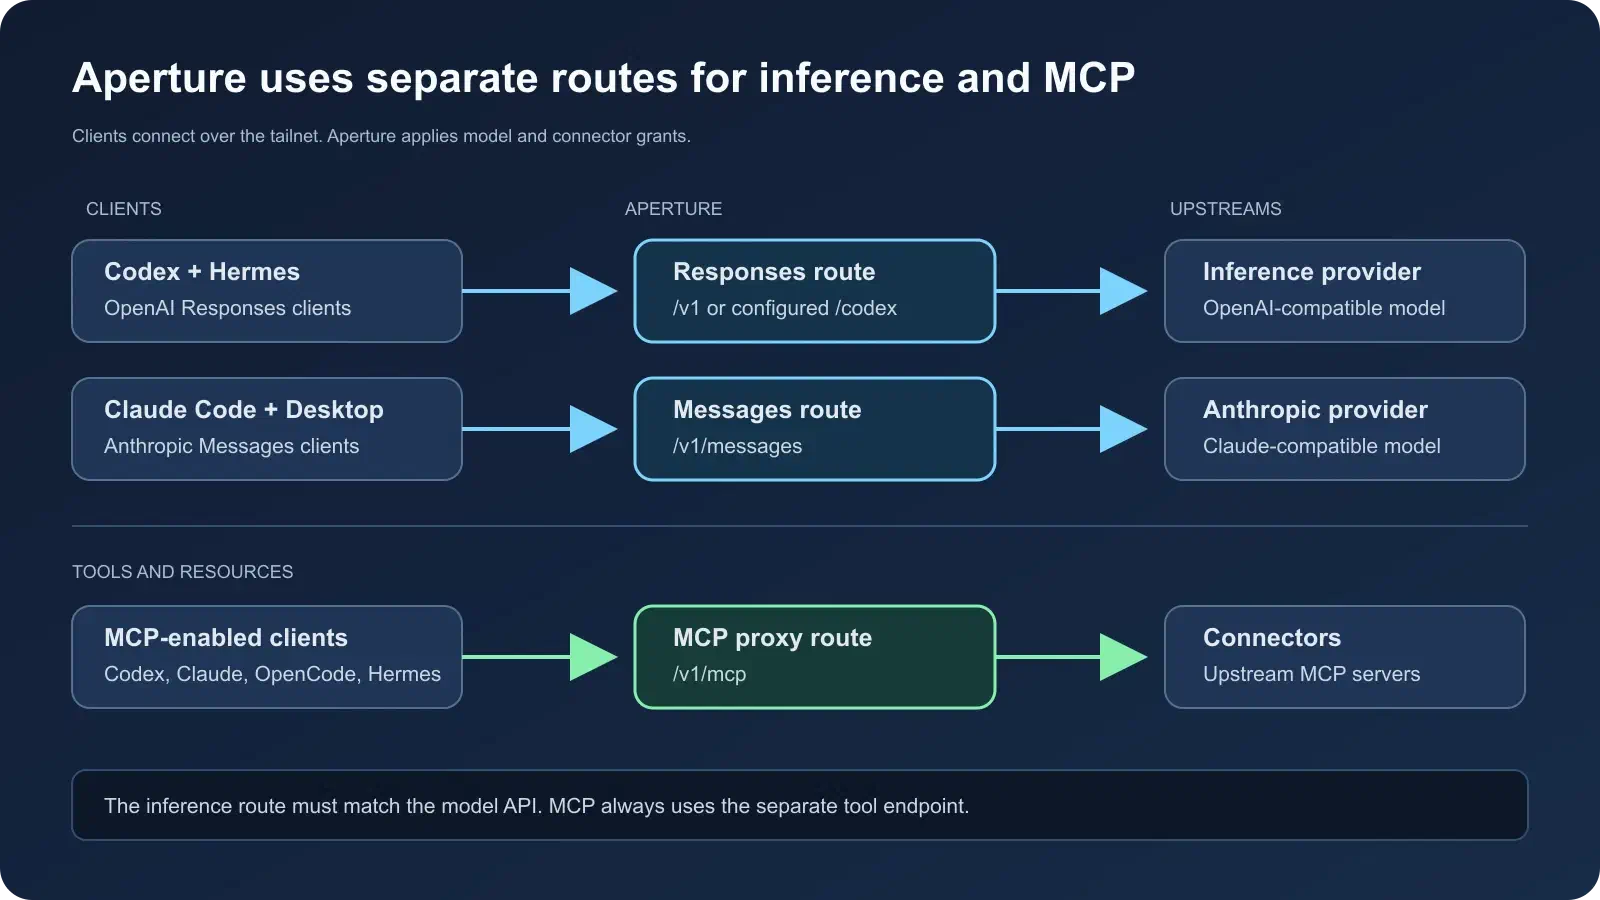 Aperture uses separate routes for inference and MCP
Clients connect over the tailnet. Aperture applies model and connector grants.
CLIENTS
APERTURE
UPSTREAMS
Codex + Hermes
OpenAI Responses clients
Responses route
/v1 or configured /codex
Inference provider
OpenAI-compatible model
Claude Code + Desktop
Anthropic Messages clients
Messages route
/v1/messages
Anthropic provider
Claude-compatible model
TOOLS AND RESOURCES
MCP-enabled clients
Codex, Claude, OpenCode, Hermes
MCP proxy route
/v1/mcp
Connectors
Upstream MCP servers
The inference route must match the model API. MCP always uses the separate tool endpoint.